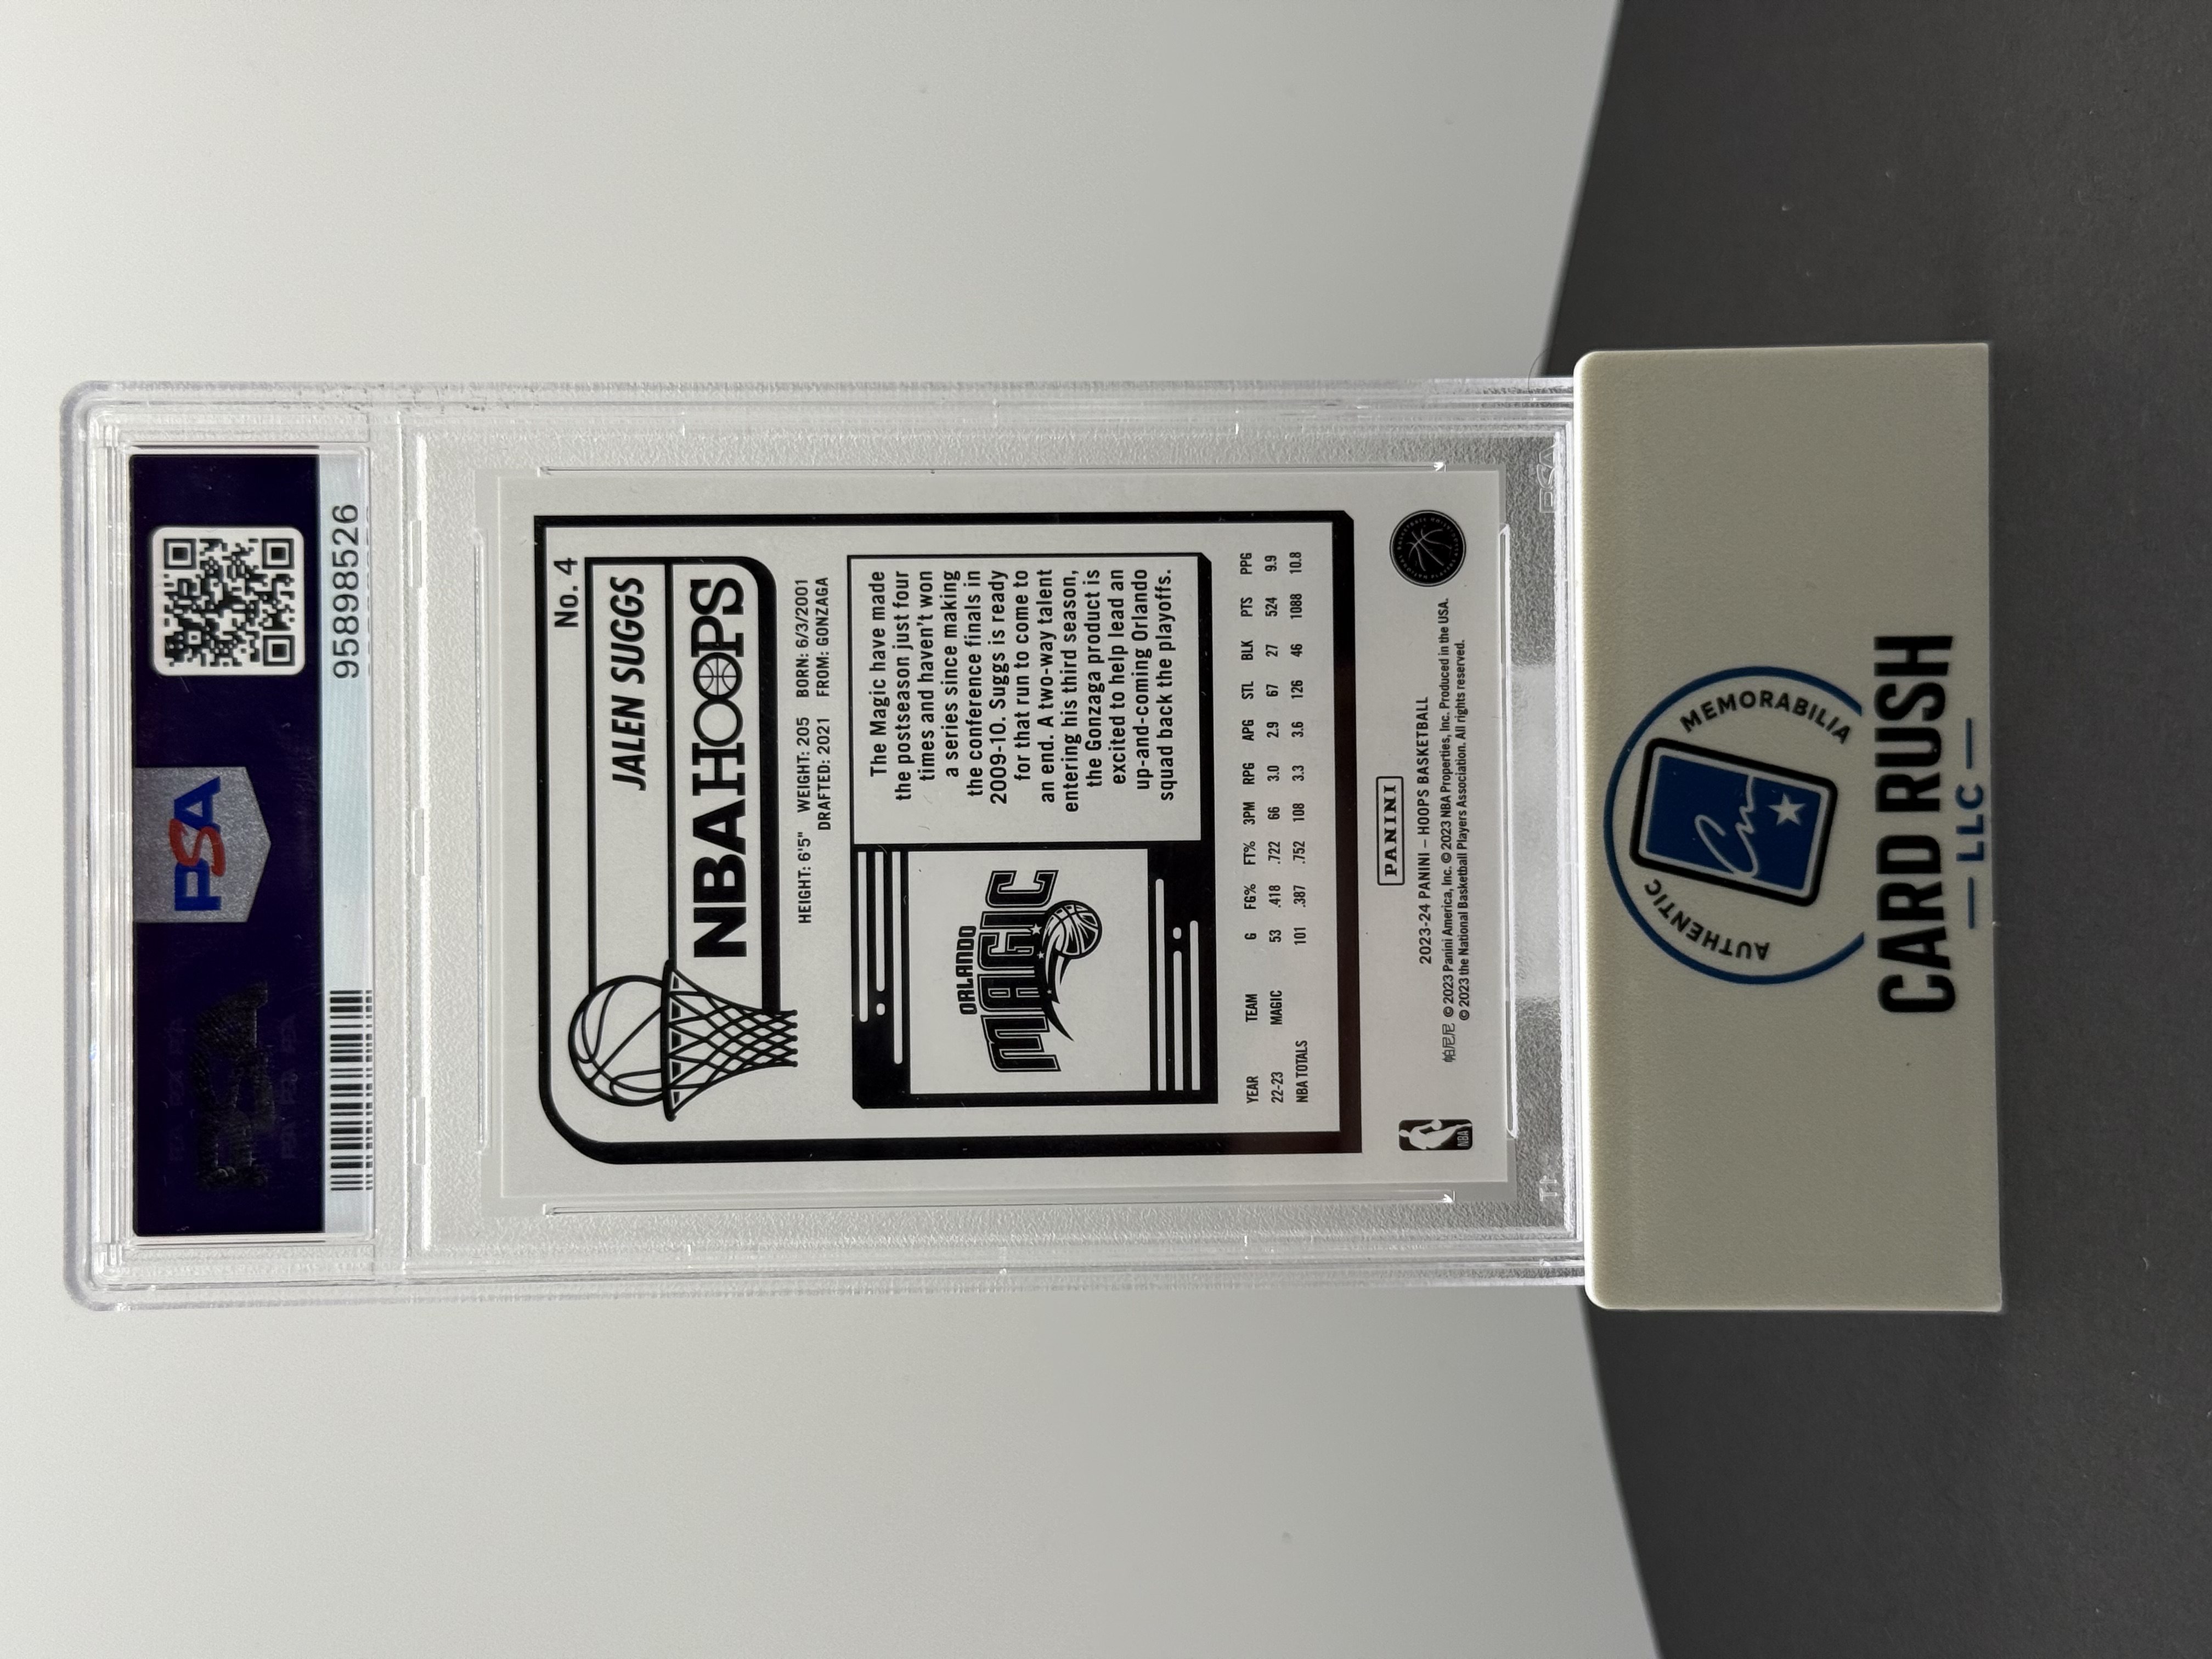 PSA
95898526
No. 4
JALEN SUGGS
NBA HOOPS
HEIGHT: 6'5" WEIGHT: 205 BORN: 6/3/2001
DRAFTED: 2021 FROM: GONZAGA
ORLANDO
MAGIC
The Magic have made
the postseason just four
times and haven't won
a series since making
the conference finals in
2009-10. Suggs is ready
for that run to come to
an end. A two-way talent
entering his third season,
the Gonzaga product is
excited to help lead an
up-and-coming Orlando
squad back the playoffs.
YEAR TEAM G FG% FT% 3PM RPG APG STL BLK PTS PPG
22-23 MAGIC 53 .418 .722 66 3.0 2.9 67 27 524 9.9
NBA TOTALS 101 .387 .752 108 3.3 3.6 126 46 1088 10.8
PANINI
2023-24 PANINI – HOOPS BASKETBALL
帕尼尼 © 2023 Panini America, Inc. © 2023 NBA Properties, Inc. Produced in the USA.
© 2023 the National Basketball Players Association. All rights reserved.
NBA
PSA
AUTHENTIC MEMORABILIA
CARD RUSH
LLC